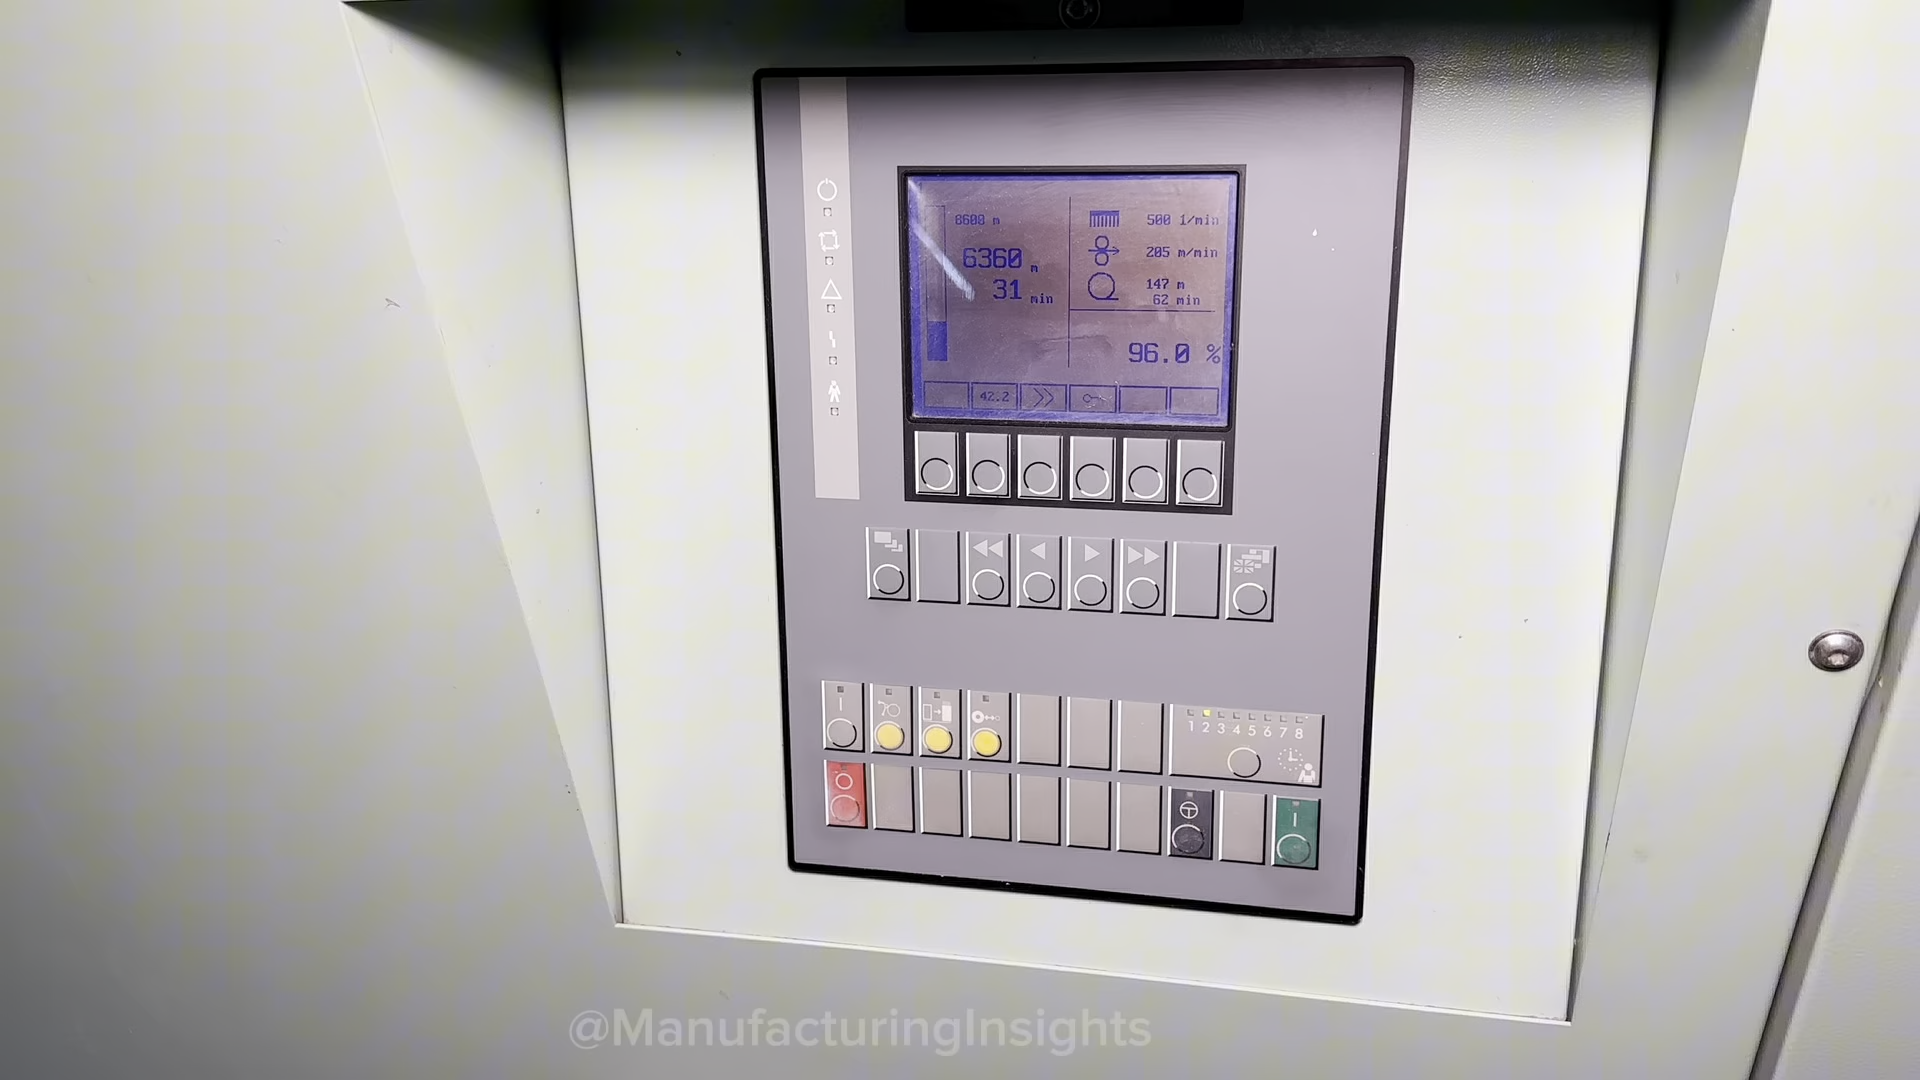 8608 m
6360 m
31 min
500 1/min
205 m/min
147 m
62 min
96.0 %
42.2
1 2 3 4 5 6 7 8
@ManufacturingInsights